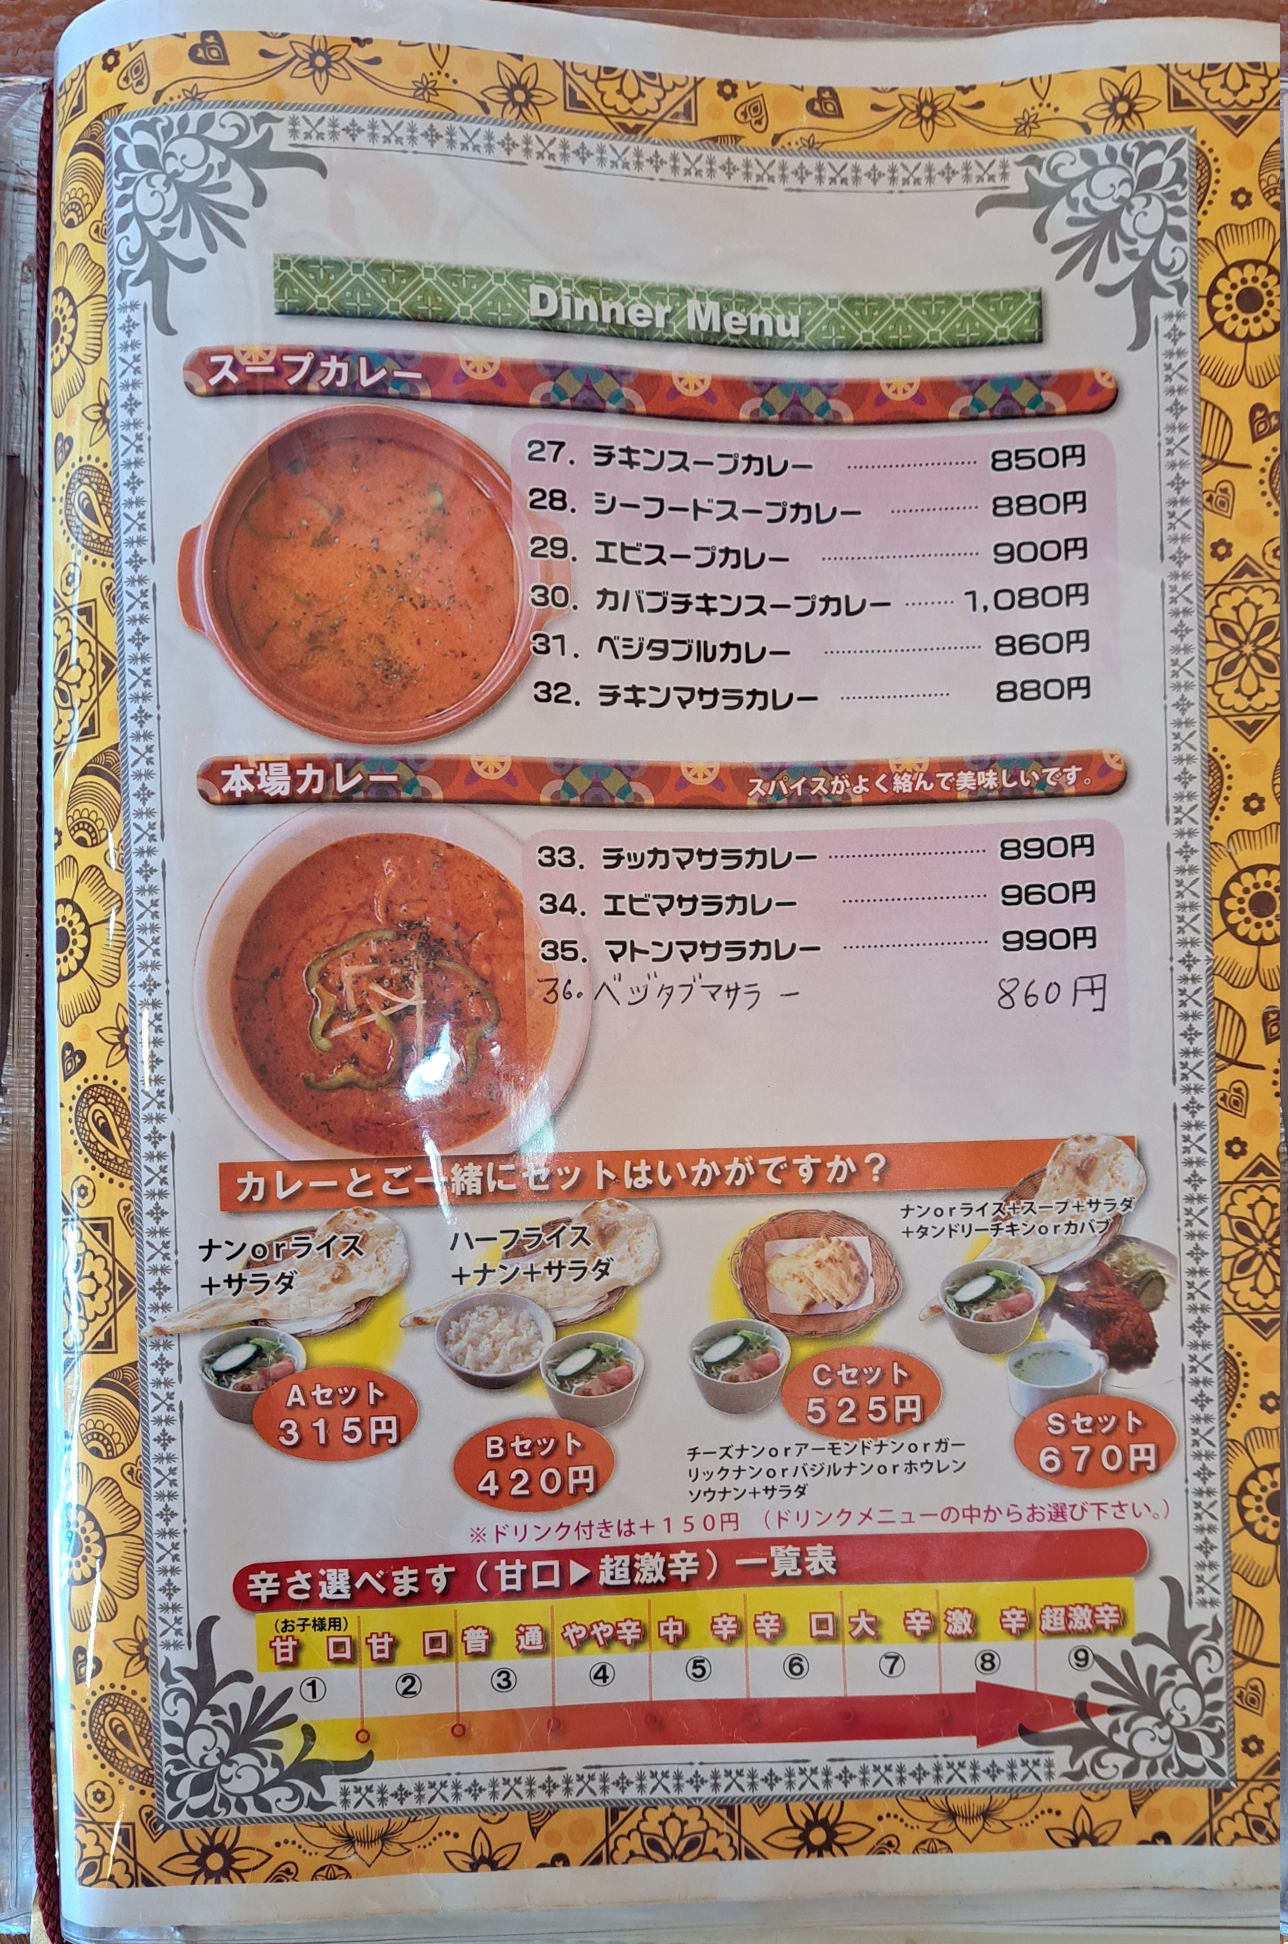 Dinner Menu
スープカレー
27. チキンスープカレー ………… 850円
28. シーフードスープカレー ………… 880円
29. エビスープカレー ………… 900円
30. カバブチキンスープカレー …… 1,080円
31. ベジタブルカレー ………… 860円
32. チキンマサラカレー ………… 880円
本場カレー スパイスがよく絡んで美味しいです。
33. チッカマサラカレー ………… 890円
34. エビマサラカレー ………… 960円
35. マトンマサラカレー ………… 990円
36. ベジタブマサラー 860円
カレーとご一緒にセットはいかがですか?
ナンorライス
+サラダ
Aセット
315円
ハーフライス
+ナン+サラダ
Bセット
420円
Cセット
525円
チーズナンorアーモンドナンorガー
リックナンorバジルナンorホウレン
ソウナン+サラダ
ナンorライス+スープ+サラダ
+タンドリーチキンorカバブ
Sセット
670円
※ドリンク付きは+150円 (ドリンクメニューの中からお選び下さい。)
辛さ選べます(甘口▶超激辛)一覧表
(お子様用)
甘口 甘口 普通 やや辛 中辛 辛口 大辛 激辛 超激辛
① ② ③ ④ ⑤ ⑥ ⑦ ⑧ ⑨